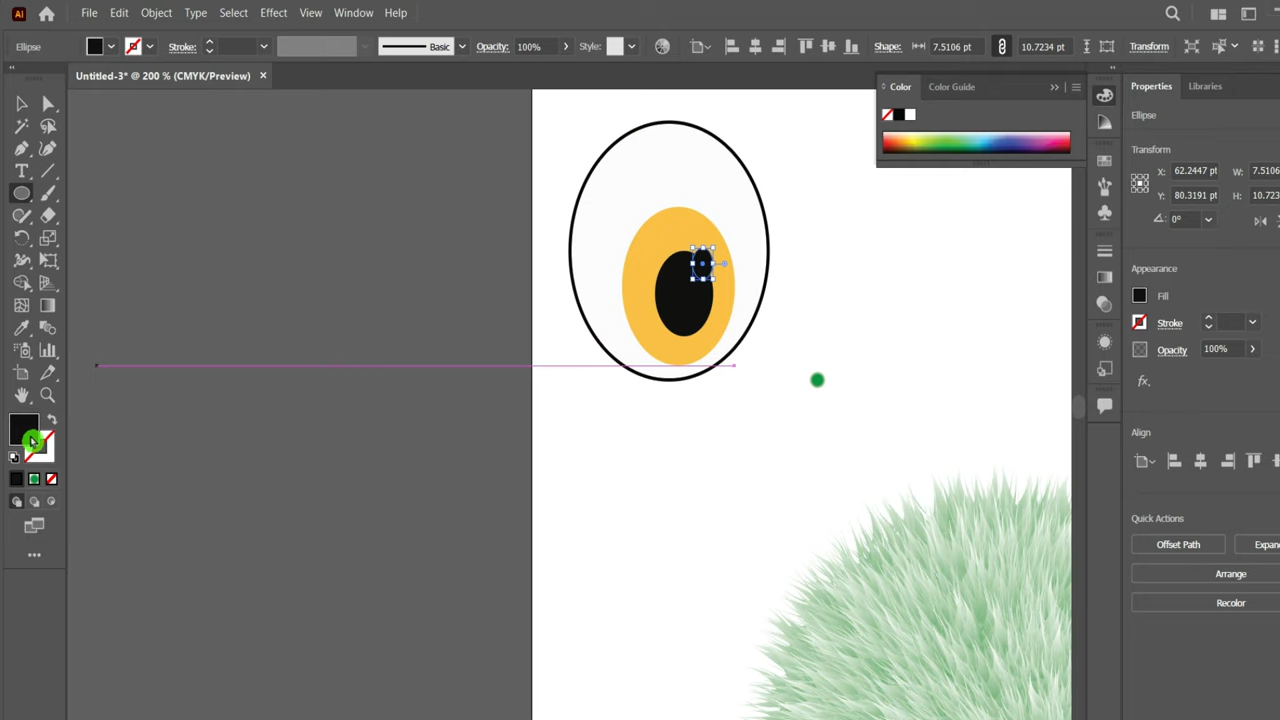 Ai File Edit Object Type Select Effect View Window Help
Ellipse Stroke: Basic Opacity: 100% Style: Shape: 7.5106 pt 10.7234 pt Transform
Untitled-3* @ 200 % (CMYK/Preview) ×
Color Color Guide
Properties Libraries
Ellipse
Transform
X: 62.2447 pt W: 7.5106
Y: 80.3191 pt H: 10.723
0°
Appearance
Fill
Stroke
Opacity 100%
fx
Align
Quick Actions
Offset Path Expan
Arrange
Recolor